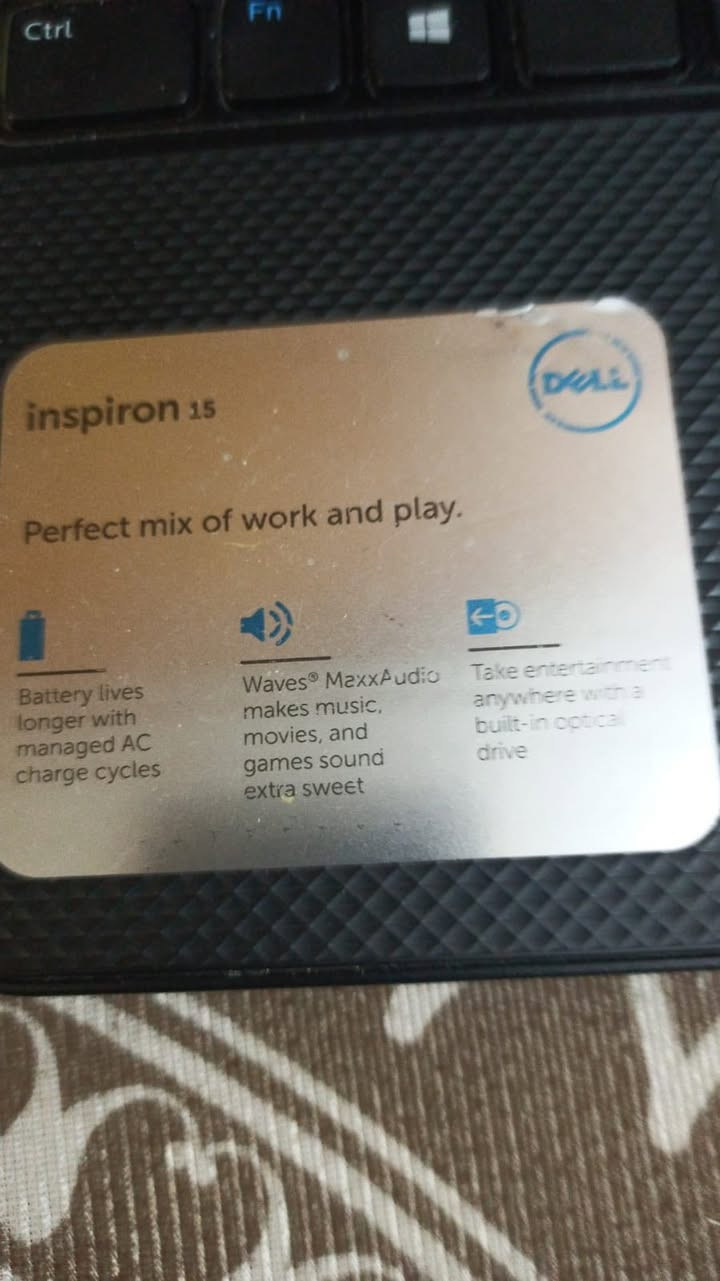 Ctrl
Fn
inspiron 15
DELL
Perfect mix of work and play.
Battery lives
longer with
managed AC
charge cycles
Waves® MaxxAudio
makes music,
movies, and
games sound
extra sweet
Take entertainment
anywhere with a
built-in optical
drive